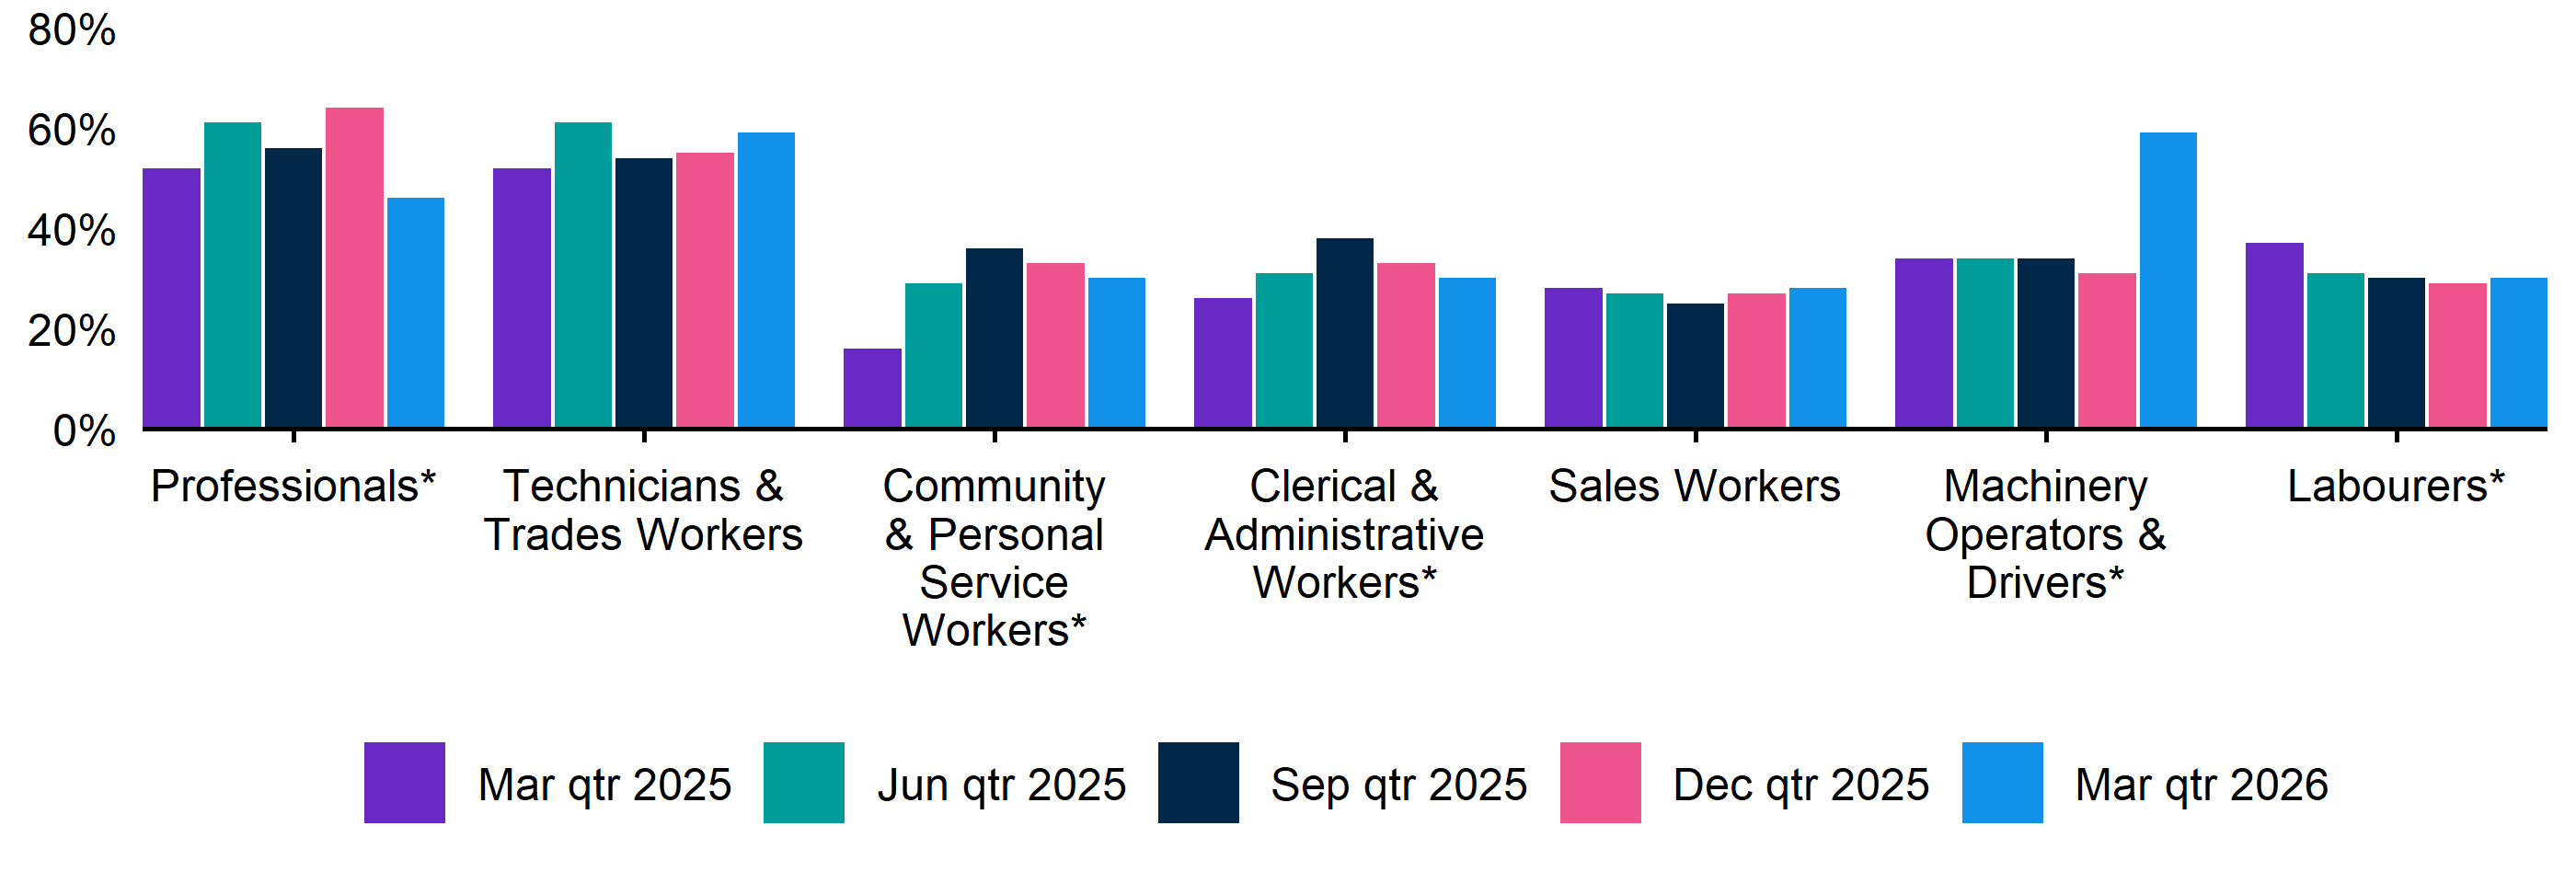 80%
60%
40%
20%
0%
Professionals*
Technicians &
Trades Workers
Community
& Personal
Service
Workers*
Clerical &
Administrative
Workers*
Sales Workers
Machinery
Operators &
Drivers*
Labourers*
Mar qtr 2025
Jun qtr 2025
Sep qtr 2025
Dec qtr 2025
Mar qtr 2026